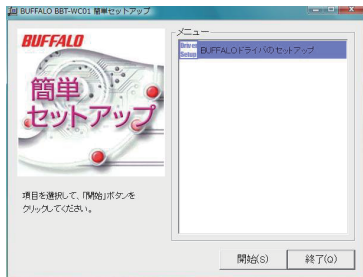 BUFFALO BBT-WC01 簡単セットアップ
BUFFALO
簡単
セットアップ
項目を選択して、「開始」ボタンを
クリックしてください。
メニュー
Driver
Setup
BUFFALOドライバのセットアップ
開始(S)
終了(Q)